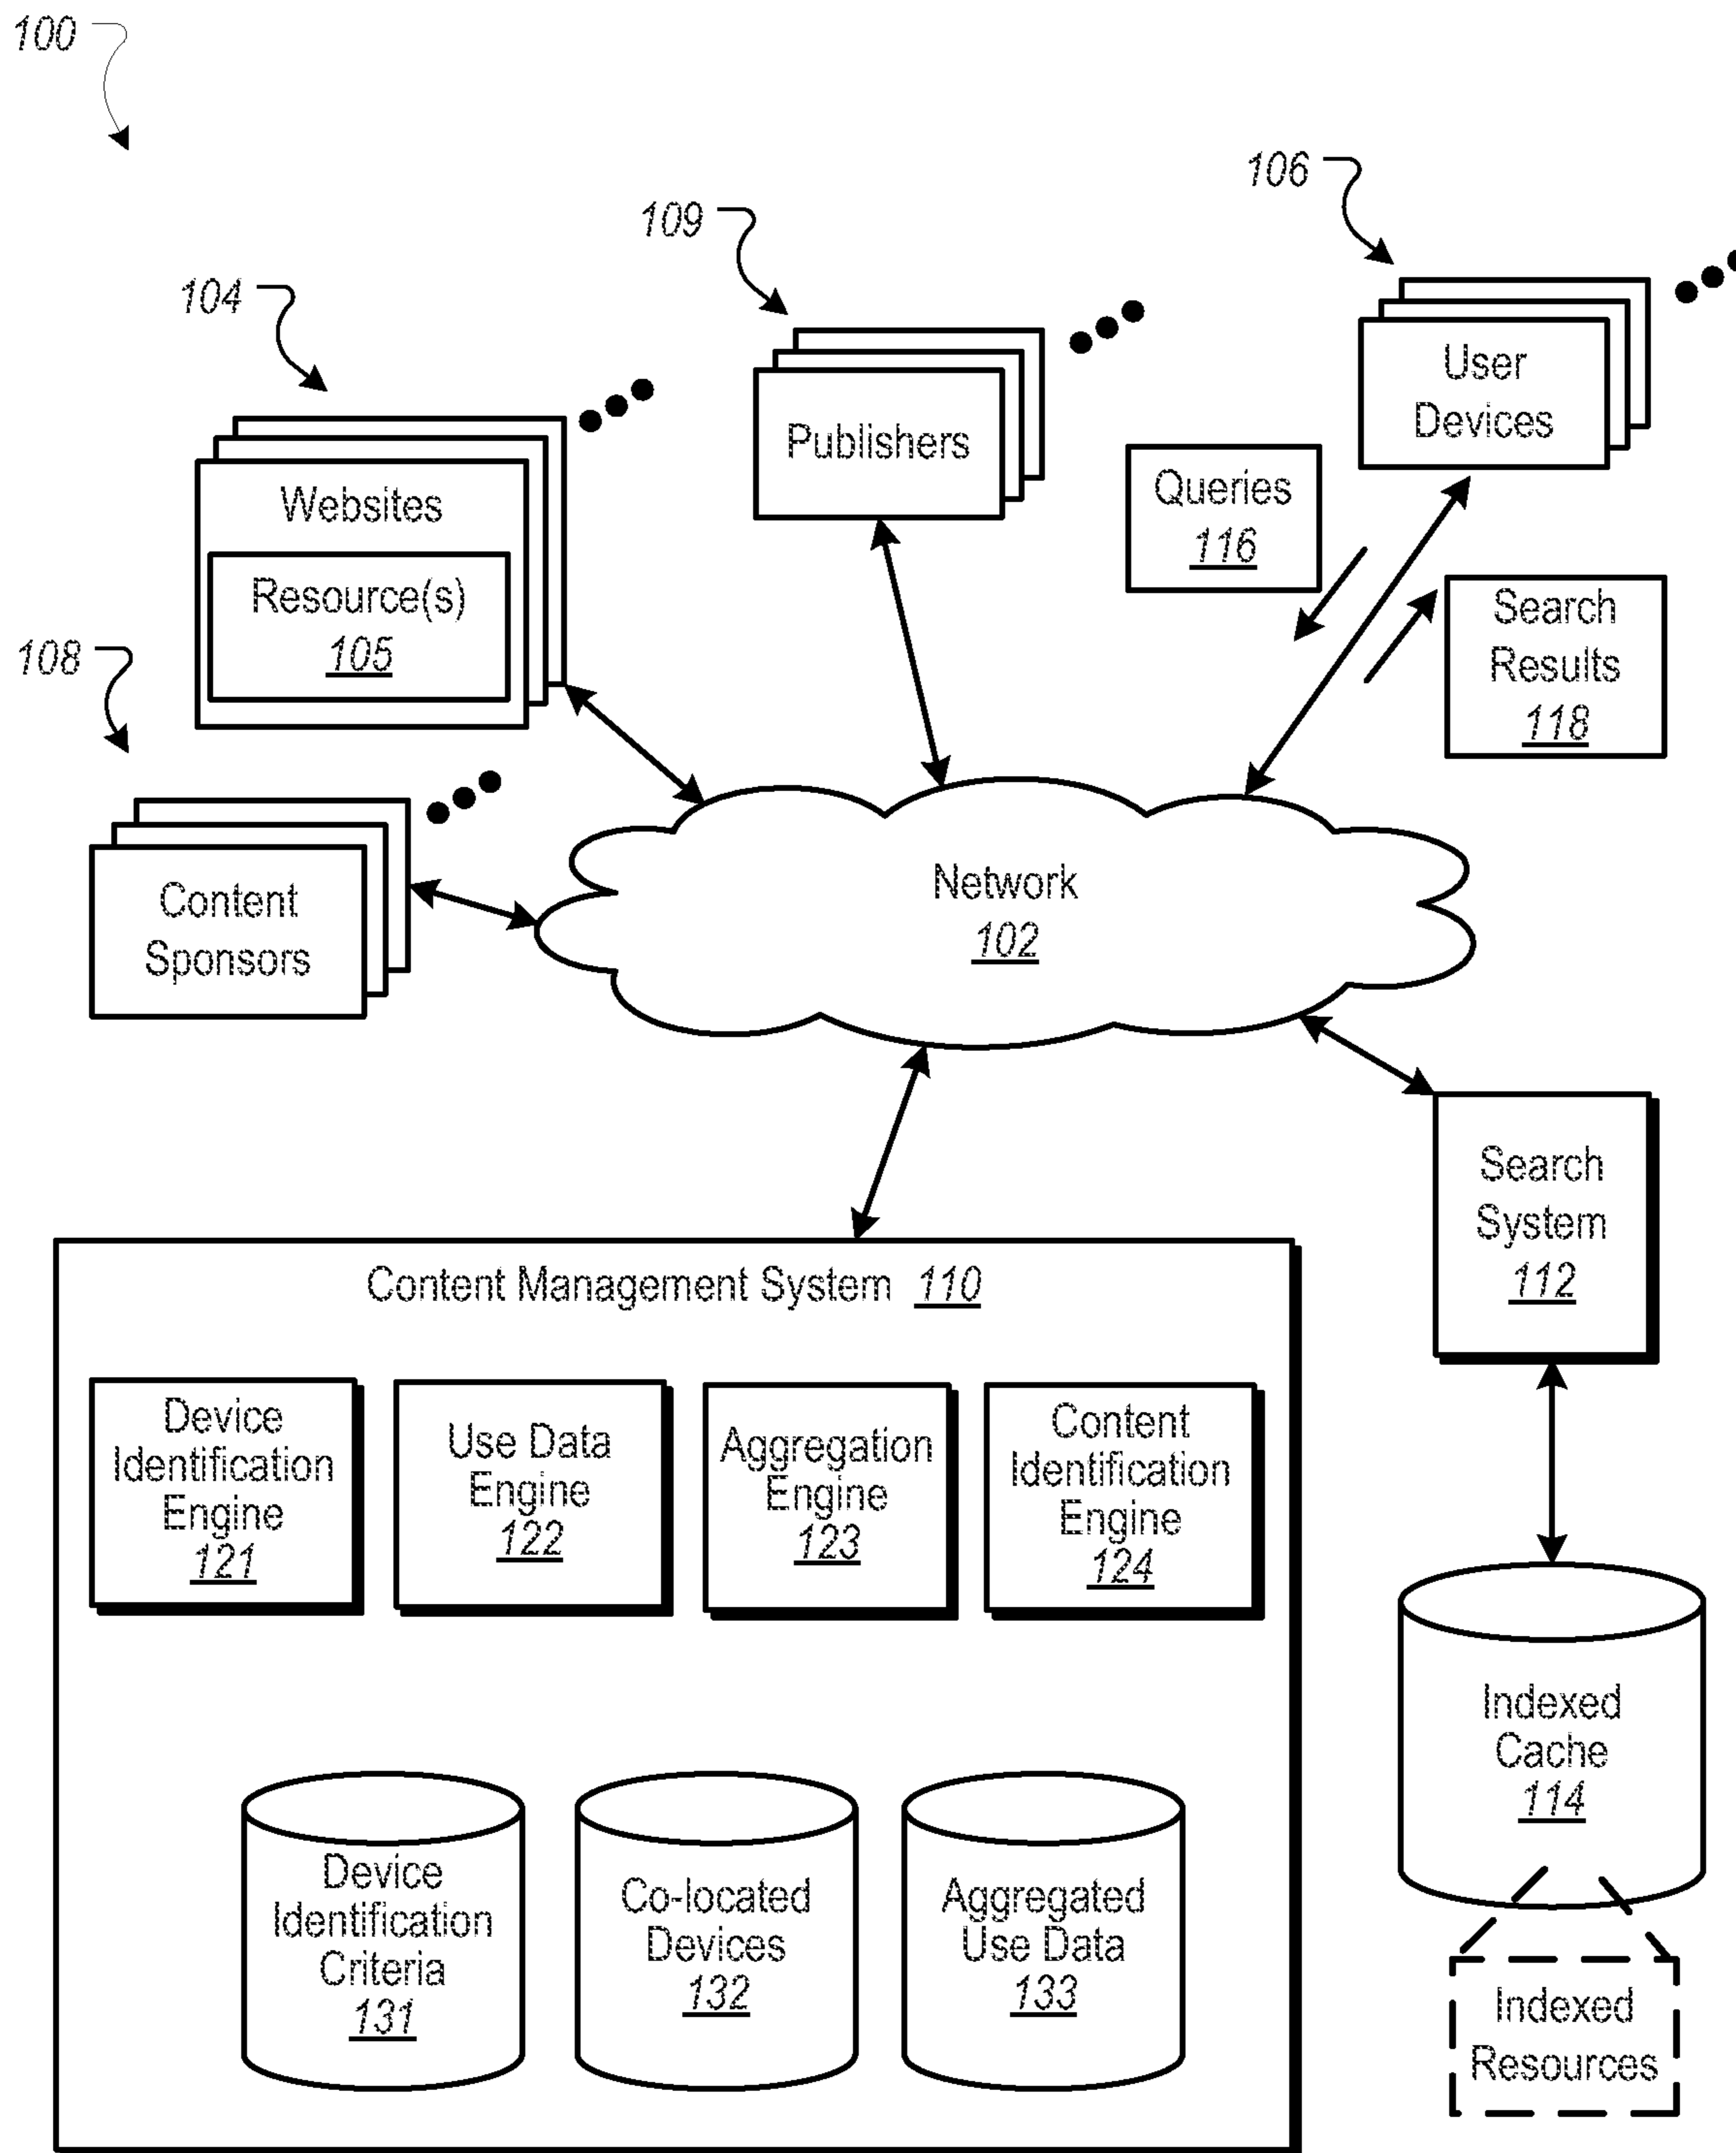 100
106
109
104
User
Devices
Publishers
Queries
116
Websites
Resource(s)
105
Search
Results
118
108
Content
Sponsors
Network
102
Search
System
112
Content Management System 110
Device
Identification
Engine
121
Use Data
Engine
122
Aggregation
Engine
123
Content
Identification
Engine
124
Indexed
Cache
114
Device
Identification
Criteria
131
Co-located
Devices
132
Aggregated
Use Data
133
Indexed
Resources